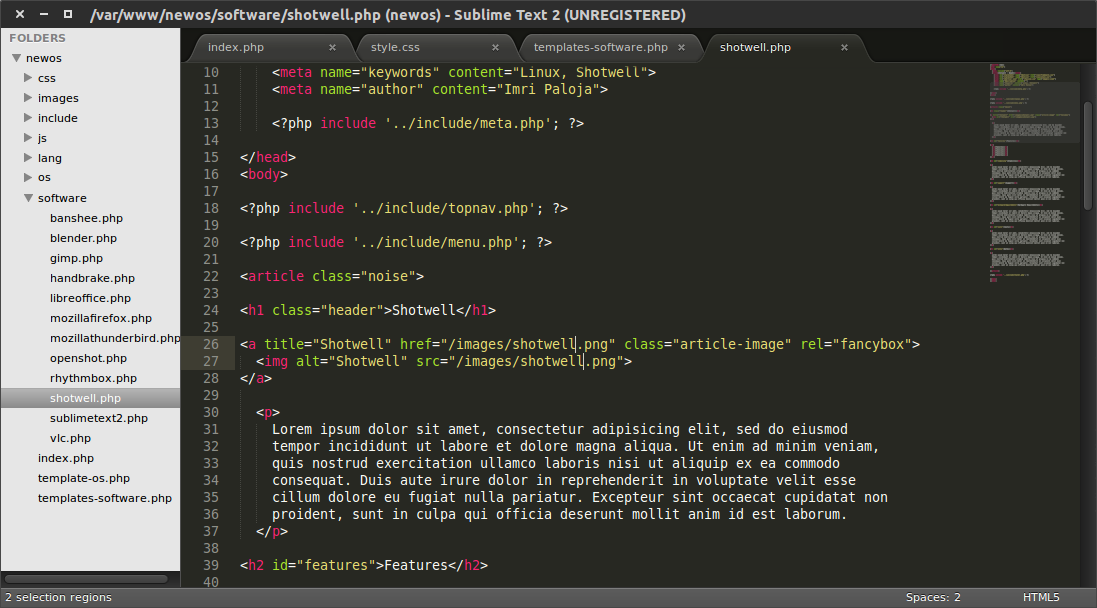 /var/www/newos/software/shotwell.php (newos) - Sublime Text 2 (UNREGISTERED)
FOLDERS
newos
css
images
include
js
lang
os
software
banshee.php
blender.php
gimp.php
handbrake.php
libreoffice.php
mozillafirefox.php
mozillathunderbird.php
openshot.php
rhythmbox.php
shotwell.php
sublimetext2.php
vlc.php
index.php
template-os.php
templates-software.php
index.php × style.css × templates-software.php × shotwell.php ×
10 <meta name="keywords" content="Linux, Shotwell">
11 <meta name="author" content="Imri Paloja">
12
13 <?php include '../include/meta.php'; ?>
14
15 </head>
16 <body>
17
18 <?php include '../include/topnav.php'; ?>
19
20 <?php include '../include/menu.php'; ?>
21
22 <article class="noise">
23
24 <h1 class="header">Shotwell</h1>
25
26 <a title="Shotwell" href="/images/shotwell.png" class="article-image" rel="fancybox">
27 <img alt="Shotwell" src="/images/shotwell.png">
28 </a>
29
30 <p>
31 Lorem ipsum dolor sit amet, consectetur adipisicing elit, sed do eiusmod
32 tempor incididunt ut labore et dolore magna aliqua. Ut enim ad minim veniam,
33 quis nostrud exercitation ullamco laboris nisi ut aliquip ex ea commodo
34 consequat. Duis aute irure dolor in reprehenderit in voluptate velit esse
35 cillum dolore eu fugiat nulla pariatur. Excepteur sint occaecat cupidatat non
36 proident, sunt in culpa qui officia deserunt mollit anim id est laborum.
37 </p>
38
39 <h2 id="features">Features</h2>
40
2 selection regions Spaces: 2 HTML5